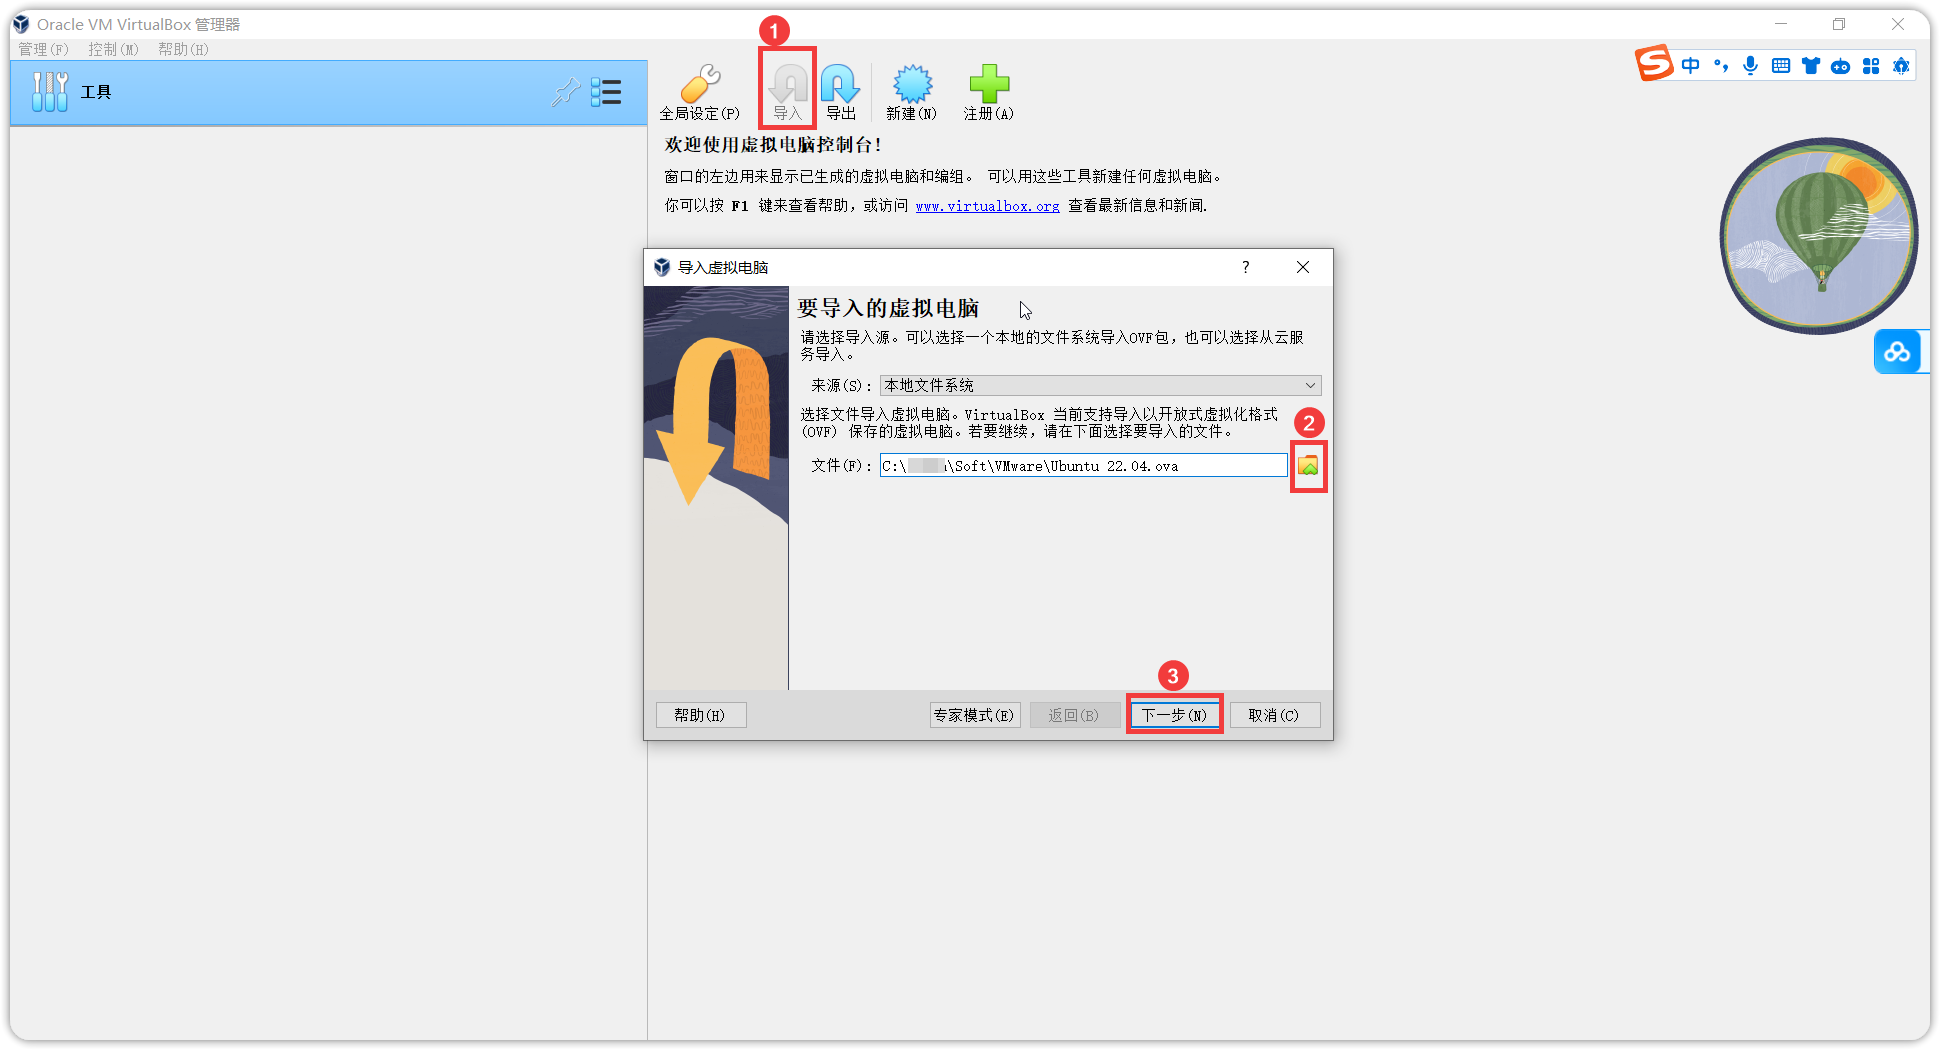 Oracle VM VirtualBox 管理器
管理(F) 控制(M) 帮助(H)
工具
1
全局设定(P) 导入 导出 新建(N) 注册(A)
中
欢迎使用虚拟电脑控制台!
窗口的左边用来显示已生成的虚拟电脑和编组。 可以用这些工具新建任何虚拟电脑。
你可以按 F1 键来查看帮助，或访问 www.virtualbox.org 查看最新信息和新闻.
导入虚拟电脑
要导入的虚拟电脑
请选择导入源。可以选择一个本地的文件系统导入OVF包，也可以选择从云服
务导入。
来源(S)： 本地文件系统
选择文件导入虚拟电脑。VirtualBox 当前支持导入以开放式虚拟化格式
(OVF) 保存的虚拟电脑。若要继续，请在下面选择要导入的文件。
2
文件(F)： C:\ \Soft\VMware\Ubuntu 22.04.ova
3
帮助(H) 专家模式(E) 返回(B) 下一步(N) 取消(C)